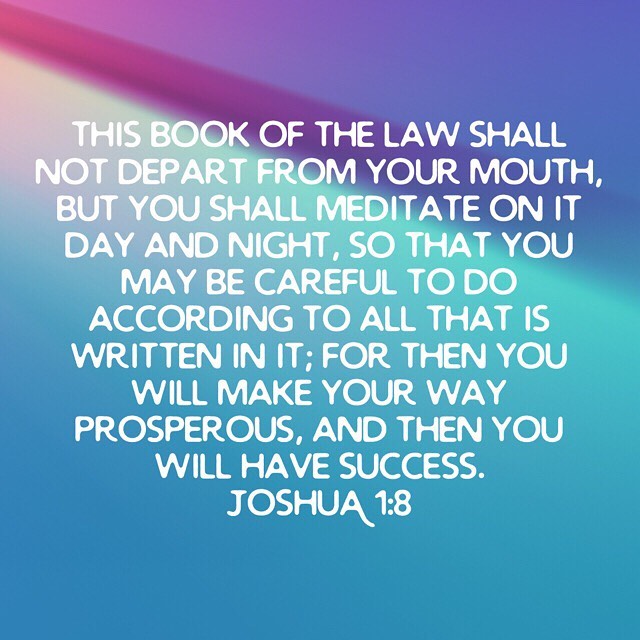 THIS BOOK OF THE LAW SHALL
NOT DEPART FROM YOUR MOUTH,
BUT YOU SHALL MEDITATE ON IT
DAY AND NIGHT, SO THAT YOU
MAY BE CAREFUL TO DO
ACCORDING TO ALL THAT IS
WRITTEN IN IT; FOR THEN YOU
WILL MAKE YOUR WAY
PROSPEROUS, AND THEN YOU
WILL HAVE SUCCESS.
JOSHUA 1:8